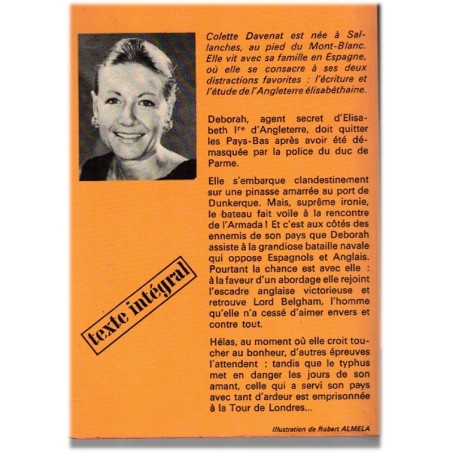 Colette Davenat est née à Sal-
lanches, au pied du Mont-Blanc.
Elle vit avec sa famille en Espagne,
où elle se consacre à ses deux
distractions favorites : l'écriture et
l'étude de l'Angleterre élisabéthaine.
Deborah, agent secret d'Elisa-
beth Ire d'Angleterre, doit quitter
les Pays-Bas après avoir été dé-
masquée par la police du duc de
Parme.
Elle s'embarque clandestinement
sur une pinasse amarrée au port de
Dunkerque. Mais, suprême ironie,
le bateau fait voile à la rencontre
de l'Armada ! Et c'est aux côtés des
ennemis de son pays que Deborah
assiste à la grandiose bataille navale
qui oppose Espagnols et Anglais.
Pourtant la chance est avec elle :
à la faveur d'un abordage elle rejoint
l'escadre anglaise victorieuse et
retrouve Lord Belgham, l'homme
qu'elle n'a cessé d'aimer envers et
contre tout.
Hélas, au moment où elle croit tou-
cher au bonheur, d'autres épreuves
l'attendent : tandis que le typhus
met en danger les jours de son
amant, celle qui a servi son pays
avec tant d'ardeur est emprisonnée
à la Tour de Londres...
texte intégral
Illustration de Robert ALMELA